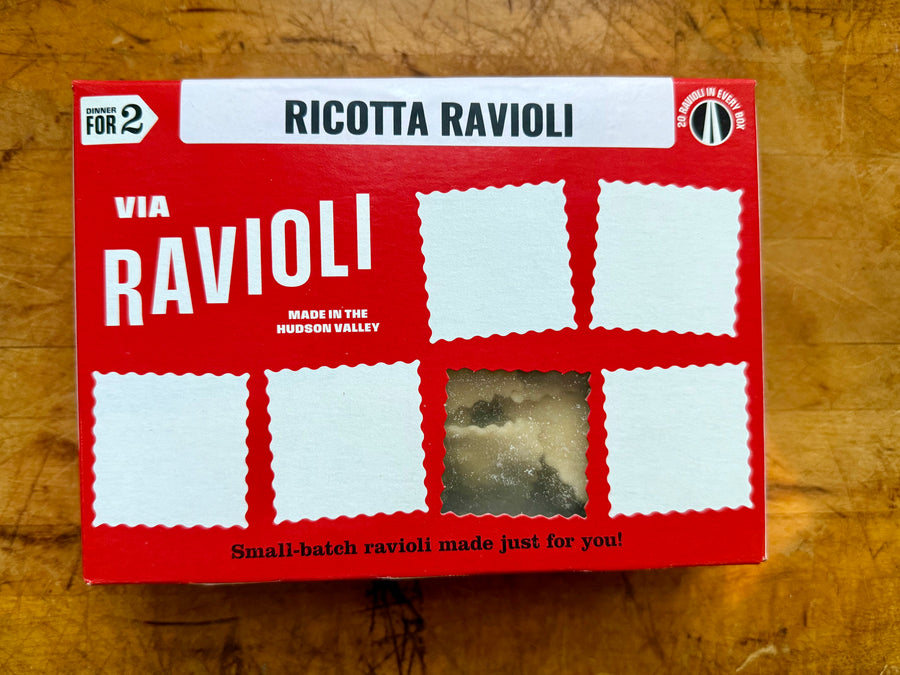 DINNER
FOR 2
RICOTTA RAVIOLI
20 RAVIOLI IN EVERY BOX
VIA
RAVIOLI
MADE IN THE
HUDSON VALLEY
Small-batch ravioli made just for you!